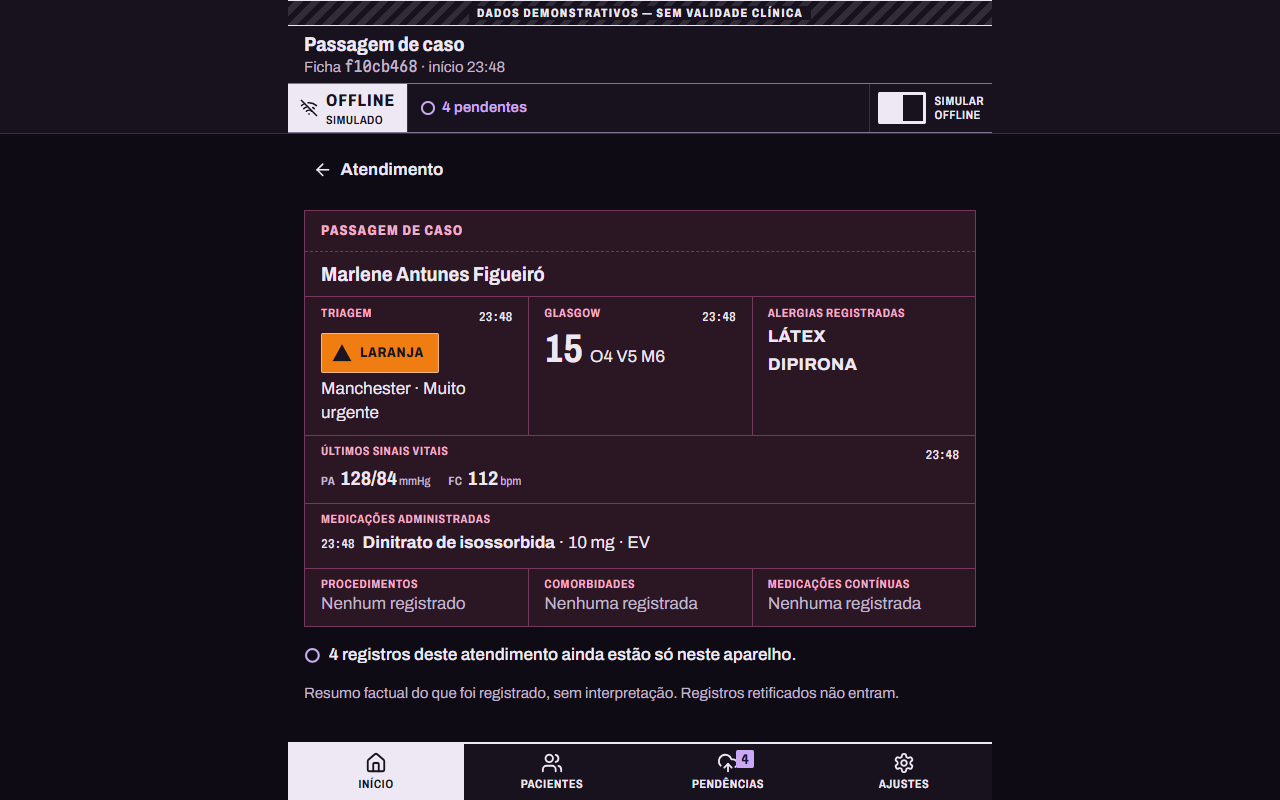 DADOS DEMONSTRATIVOS — SEM VALIDADE CLÍNICA
Passagem de caso
Ficha f10cb468 · início 23:48
OFFLINE
SIMULADO
4 pendentes
SIMULAR
OFFLINE
Atendimento
PASSAGEM DE CASO
Marlene Antunes Figueiró
TRIAGEM 23:48
LARANJA
Manchester · Muito
urgente
GLASGOW 23:48
15 O4 V5 M6
ALERGIAS REGISTRADAS
LÁTEX
DIPIRONA
ÚLTIMOS SINAIS VITAIS 23:48
PA 128/84 mmHg FC 112 bpm
MEDICAÇÕES ADMINISTRADAS
23:48 Dinitrato de isossorbida · 10 mg · EV
PROCEDIMENTOS
Nenhum registrado
COMORBIDADES
Nenhuma registrada
MEDICAÇÕES CONTÍNUAS
Nenhuma registrada
4 registros deste atendimento ainda estão só neste aparelho.
Resumo factual do que foi registrado, sem interpretação. Registros retificados não entram.
INÍCIO
PACIENTES
4
PENDÊNCIAS
AJUSTES